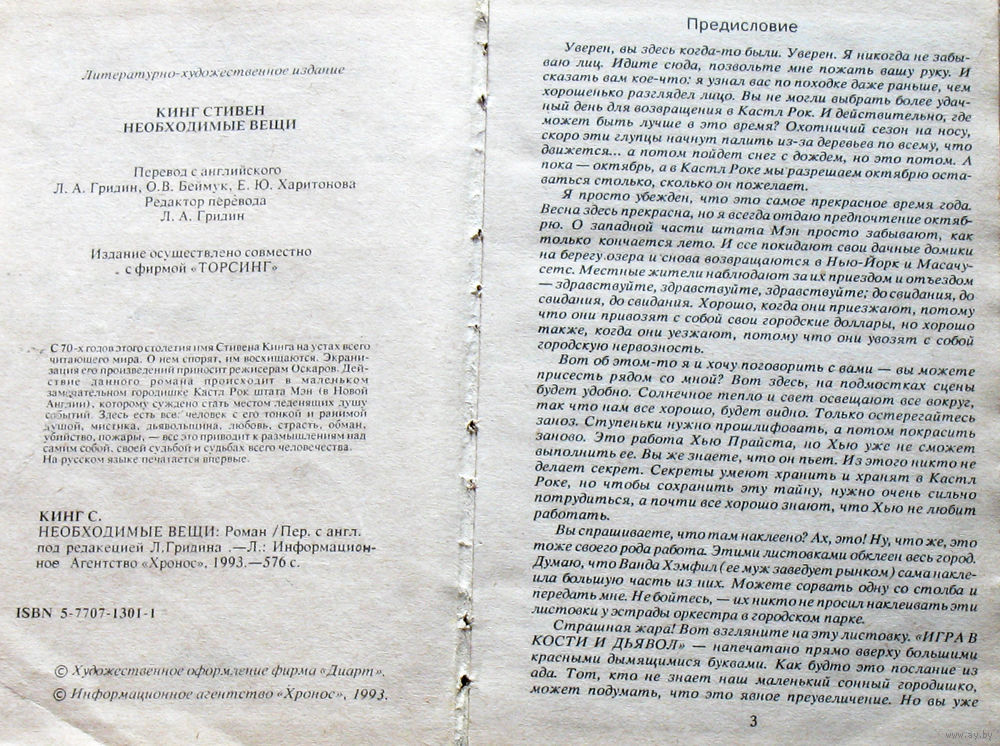 Литературно-художественное издание
КИНГ СТИВЕН
НЕОБХОДИМЫЕ ВЕЩИ
Перевод с английского
Л. А. Гридин, О.В. Беймук, Е. Ю. Харитонова
Редактор перевода
Л. А. Гридин
Издание осуществлено совместно
с фирмой «ТОРСИНГ»
С 70-х годов этого столетия имя Стивена Кинга на устах всего
читающего мира. О нем спорят, им восхищаются. Экрани-
зация его произведений приносит режисерам Оскаров. Дей-
ствие данного романа происходит в маленьком
замечательном городишке Кастл Рок штата Мэн (в Новой
Англии), которому суждено стать местом леденящих душу
событий. Здесь есть все: человек с его тонкой и ранимой
душой, мистика, дьявольщина, любовь, страсть, обман,
убийство, пожары, — все это приводит к размышлениям над
самим собой, своей судьбой и судьбах всего человечества.
На русском языке печатается впервые.
КИНГ С.
НЕОБХОДИМЫЕ ВЕЩИ: Роман /Пер. с англ.
под редакцией Л.Гридина .—Л.: Информацион-
ное Агентство «Хронос», 1993.—576 с.
ISBN 5-7707-1301-1
© Художественное оформление фирма «Диарт».
© Информационное агентство «Хронос», 1993.
Предисловие
Уверен, вы здесь когда-то были. Уверен. Я никогда не забы-
ваю лиц. Идите сюда, позвольте мне пожать вашу руку. И
сказать вам кое-что: я узнал вас по походке даже раньше, чем
хорошенько разглядел лицо. Вы не могли выбрать более удач-
ный день для возвращения в Кастл Рок. И действительно, где
может быть лучше в это время? Охотничий сезон на носу,
скоро эти глупцы начнут палить из-за деревьев по всему, что
движется... а потом пойдет снег с дождем, но это потом. А
пока — октябрь, а в Кастл Роке мы разрешаем октябрю оста-
ваться столько, сколько он пожелает.
Я просто убежден, что это самое прекрасное время года.
Весна здесь прекрасна, но я всегда отдаю предпочтение октяб-
рю. О западной части штата Мэн просто забывают, как
только кончается лето. И все покидают свои дачные домики
на берегу озера и снова возвращаются в Нью-Йорк и Масачу-
сетс. Местные жители наблюдают за их приездом и отъездом
— здравствуйте, здравствуйте, здравствуйте; до свидания, до
свидания, до свидания. Хорошо, когда они приезжают, потому
что они привозят с собой свои городские доллары, но хорошо
также, когда они уезжают, потому что они увозят с собой
городскую нервозность.
Вот об этом-то я и хочу поговорить с вами — вы можете
присесть рядом со мной? Вот здесь, на подмостках сцены
будет удобно. Солнечное тепло и свет освещают все вокруг,
так что нам все хорошо, будет видно. Только остерегайтесь
заноз. Ступеньки нужно прошлифовать, а потом покрасить
заново. Это работа Хью Прайста, но Хью уже не сможет
выполнить ее. Вы же знаете, что он пьет. Из этого никто не
делает секрет. Секреты умеют хранить и хранят в Кастл
Роке, но чтобы сохранить эту тайну, нужно очень сильно
потрудиться, а почти все хорошо знают, что Хью не любит
работать.
Вы спрашиваете, что там наклеено? Ах, это! Ну, что же, это
тоже своего рода работа. Этими листовками обклеен весь город.
Думаю, что Ванда Хэмфил (ее муж заведует рынком) сама накле-
ила большую часть из них. Можете сорвать одну со столба и
передать мне. Не бойтесь, — их никто не просил наклеивать эти
листовки у эстрады оркестра в городском парке.
Страшная жара! Вот взгляните на эту листовку. «ИГРА В
КОСТИ И ДЬЯВОЛ» — напечатано прямо вверху большими
красными дымящимися буквами. Как будто это послание из
ада. Тот, кто не знает наш маленький сонный городишко,
может подумать, что это явное преувеличение. Но вы уже
3
www.ay.by